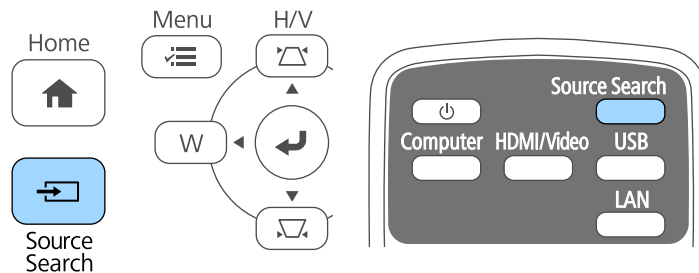 Home
Menu
H/V
W
Source
Search
Source Search
Computer HDMI/Video USB
LAN